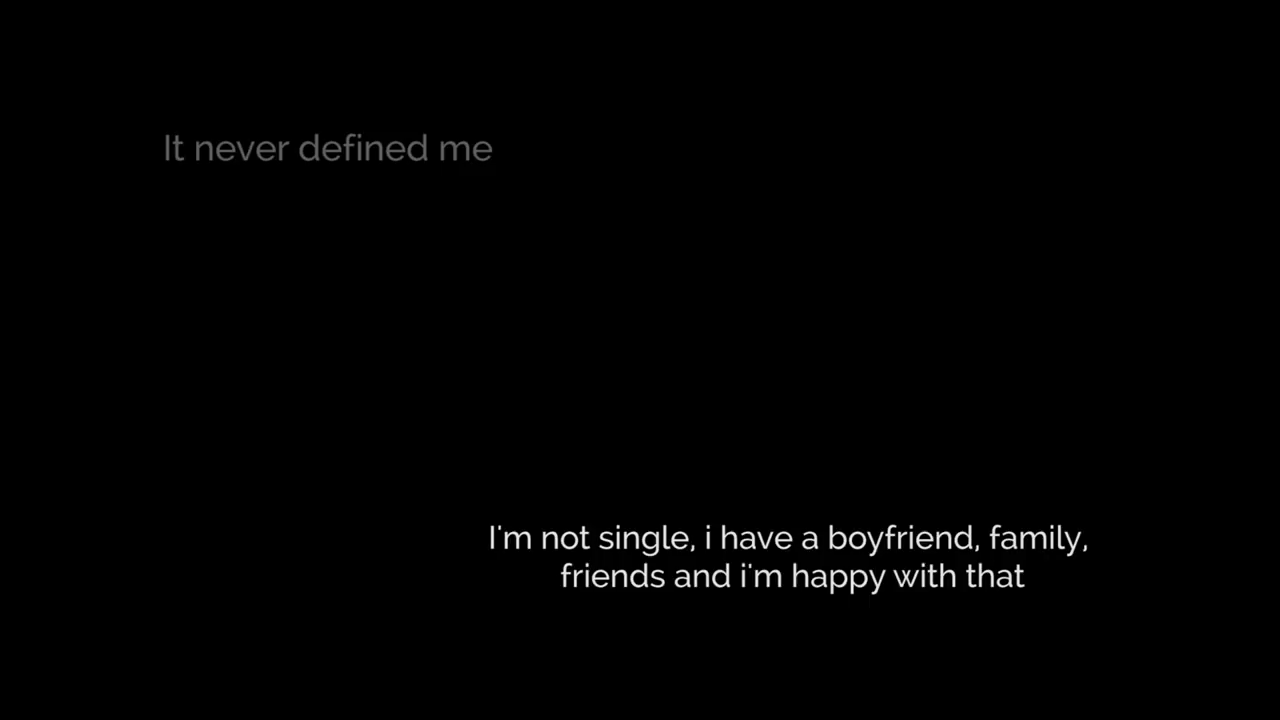 It never defined me
I'm not single, i have a boyfriend, family,
friends and i'm happy with that